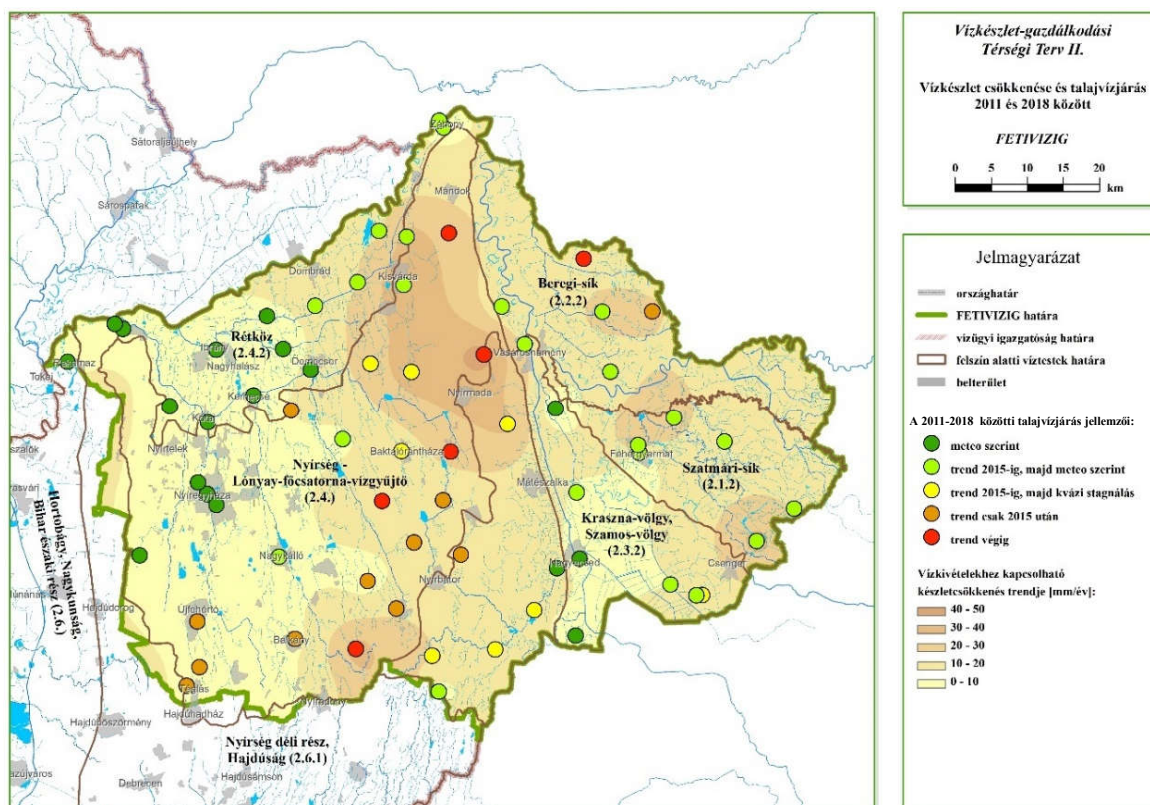 Vízkészlet-gazdálkodási
Térségi Terv II.
Vízkészlet csökkenése és talajvízjárás
2011 és 2018 között
FETIVIZIG
0 5 10 20
km
Jelmagyarázat
országhatár
FETIVIZIG határa
vízügyi igazgatóság határa
felszín alatti víztestek határa
belterület
A 2011-2018 közötti talajvízjárás jellemzői:
meteo szerint
trend 2015-ig, majd meteo szerint
trend 2015-ig, majd kvázi stagnálás
trend csak 2015 után
trend végig
Vízkivételekhez kapcsolható
készletcsökkenés trendje [mm/év]:
40 - 50
30 - 40
20 - 30
10 - 20
0 - 10
Záhony
Sátoraljaújhely
Mándok
Sárospatak
Dombrád
Kisvárda
Beregi-sík
(2.2.2)
Rétköz
(2.4.2)
Ibrány
Nagyhalász
Demecser
Vásárosnamény
Rakamaz
Tokaj
Kemecse
Nyírmada
Kótaj
Nyírtelek
Baktalórántháza
Fehérgyarmat
Nyírség -
Lónyay-főcsatorna-vízgyűjtő
(2.4.)
Szatmári-sík
(2.1.2)
Nyíregyháza
Mátészalka
Kraszna-völgy,
Szamos-völgy
(2.3.2)
Hortobágy, Nagykunság,
Bihar északi rész (2.6.)
Nagykálló
Nyírbátor
Nagyecsed
Csenger
Hajdúdorog
Újfehértó
Balkány
Téglás
Hajdúhadház
Nyíradony
Hajdúböszörmény
Nyírség déli rész,
Hajdúság (2.6.1)
Debrecen
Hajdúsámson